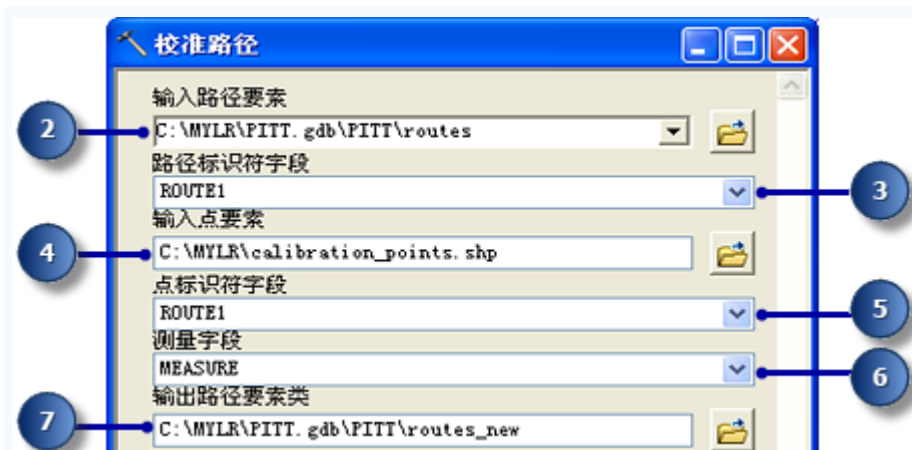 校准路径
输入路径要素
2
C:\MYLR\PITT.gdb\PITT\routes
路径标识符字段
ROUTE1
3
输入点要素
4
C:\MYLR\calibration_points.shp
点标识符字段
ROUTE1
5
测量字段
MEASURE
6
输出路径要素类
7
C:\MYLR\PITT.gdb\PITT\routes_new